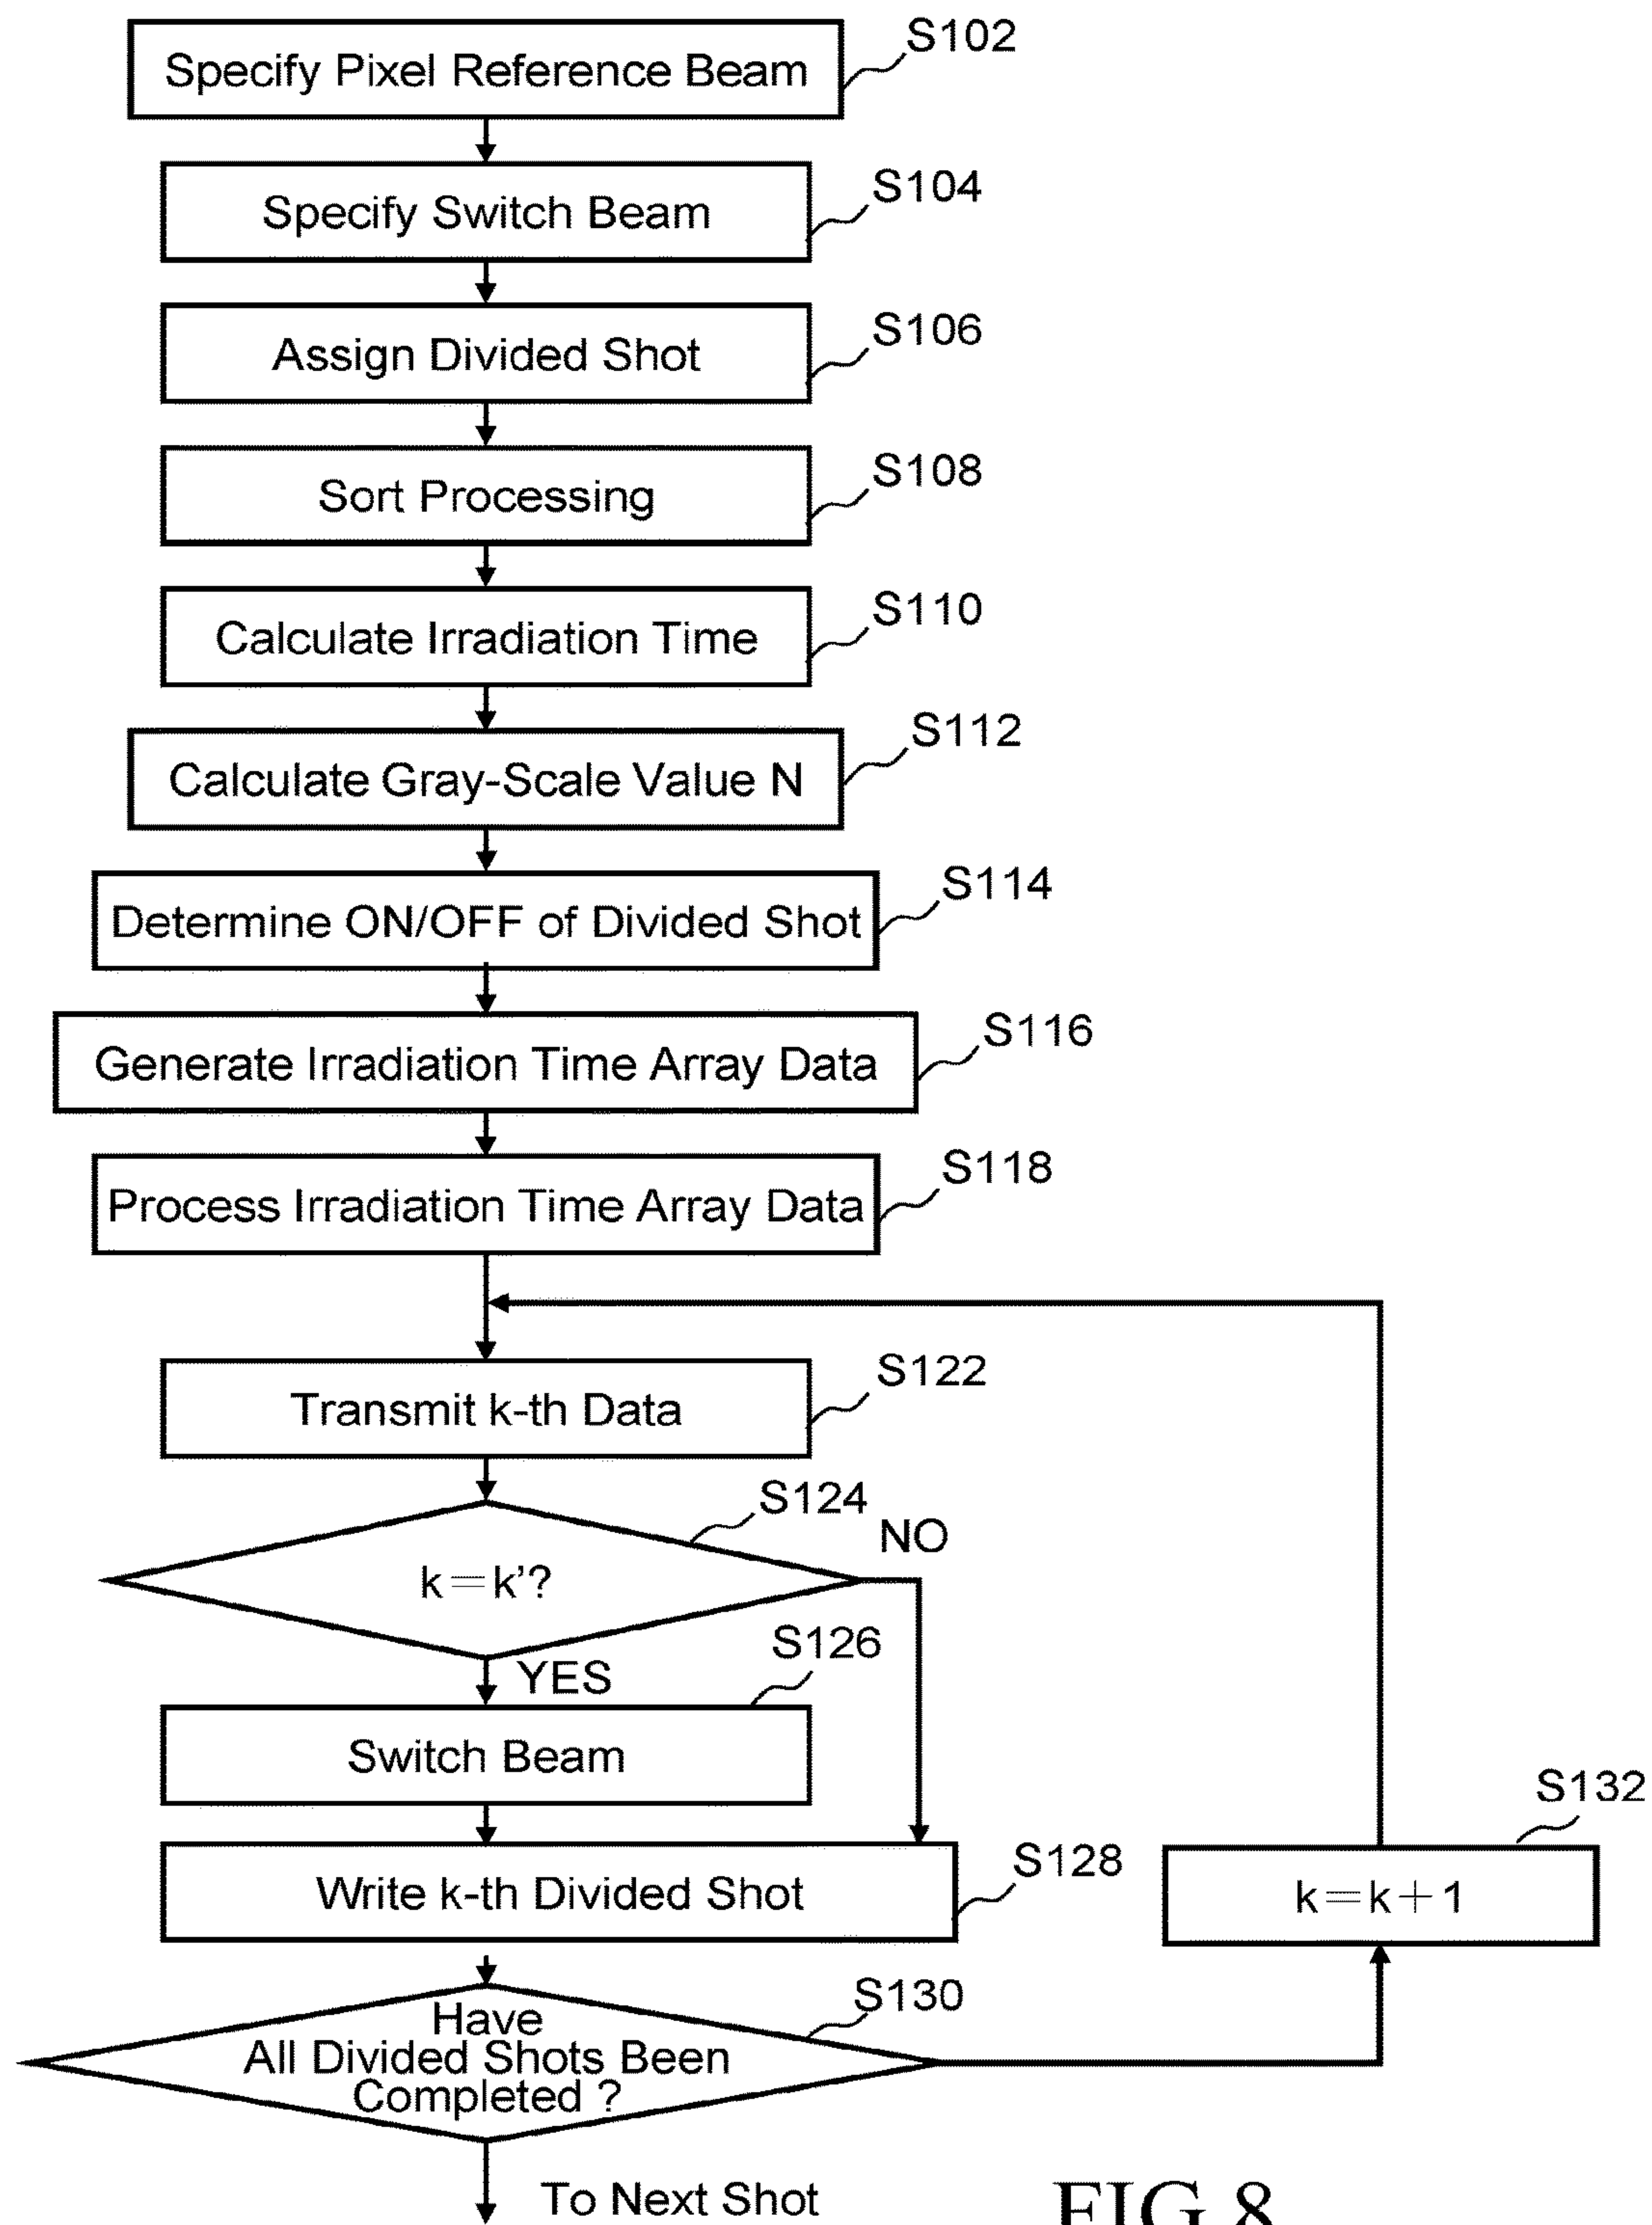 S102
Specify Pixel Reference Beam
S104
Specify Switch Beam
S106
Assign Divided Shot
S108
Sort Processing
S110
Calculate Irradiation Time
S112
Calculate Gray-Scale Value N
S114
Determine ON/OFF of Divided Shot
S116
Generate Irradiation Time Array Data
S118
Process Irradiation Time Array Data
S122
Transmit k-th Data
S124
NO
k=k'?
S126
YES
Switch Beam
S132
S128
Write k-th Divided Shot
k=k+1
S130
Have
All Divided Shots Been
Completed ?
To Next Shot
FIG.8